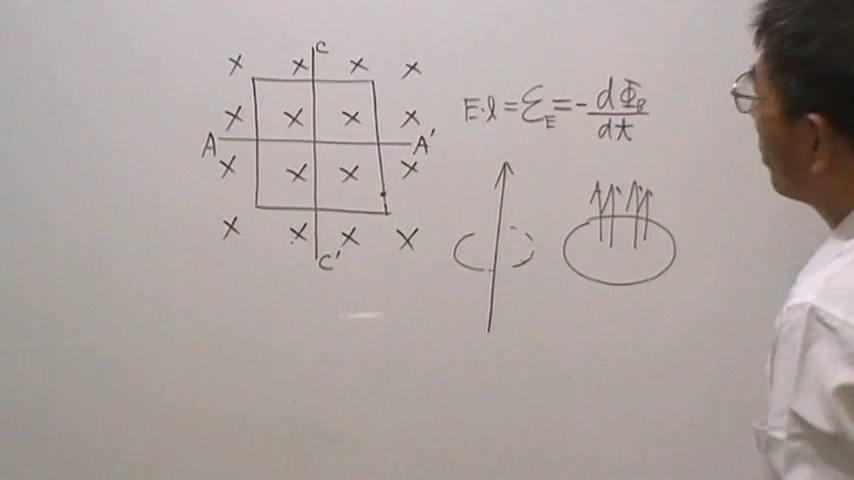 C
× × × ×
E·l = ℰ_E = - dΦ_B/dt
× × × ×
A A'
× × × ×
× × × ×
C'